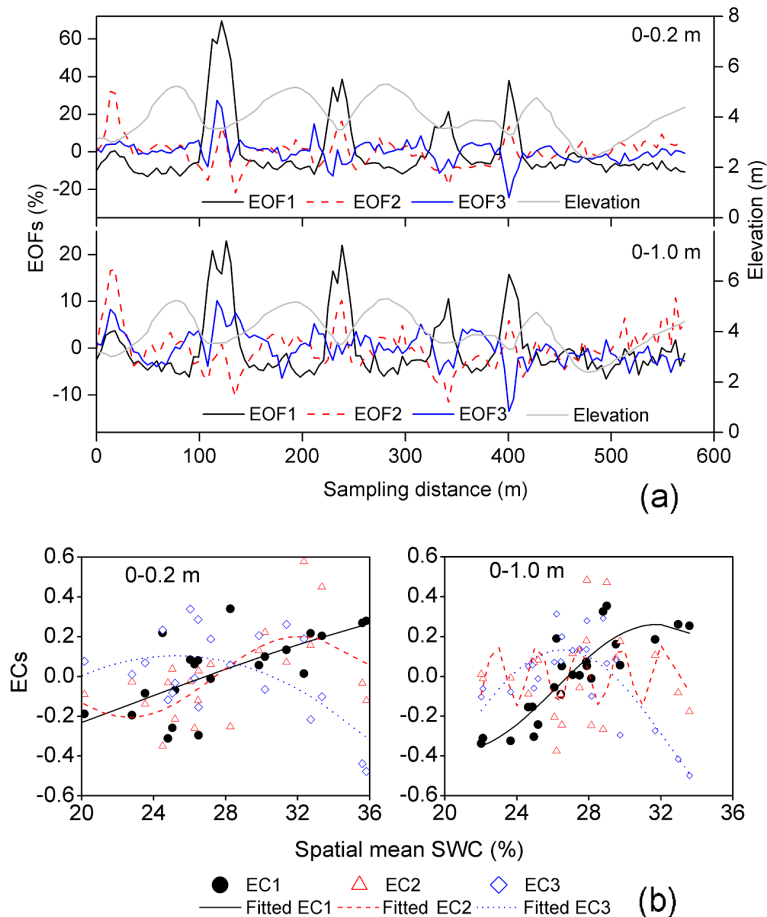 0-0.2 m
60
40
20
0
-20
8
6
4
2
0
EOF1 EOF2 EOF3 Elevation
EOFs (%)
Elevation (m)
0-1.0 m
20
10
0
-10
6
4
2
0
EOF1 EOF2 EOF3 Elevation
0 100 200 300 400 500 600
Sampling distance (m)
(a)
0-0.2 m
0.6
0.4
0.2
0.0
-0.2
-0.4
-0.6
ECs
20 24 28 32 36
0-1.0 m
0.6
0.4
0.2
0.0
-0.2
-0.4
-0.6
20 24 28 32 36
Spatial mean SWC (%)
EC1 EC2 EC3
Fitted EC1 Fitted EC2 Fitted EC3
(b)